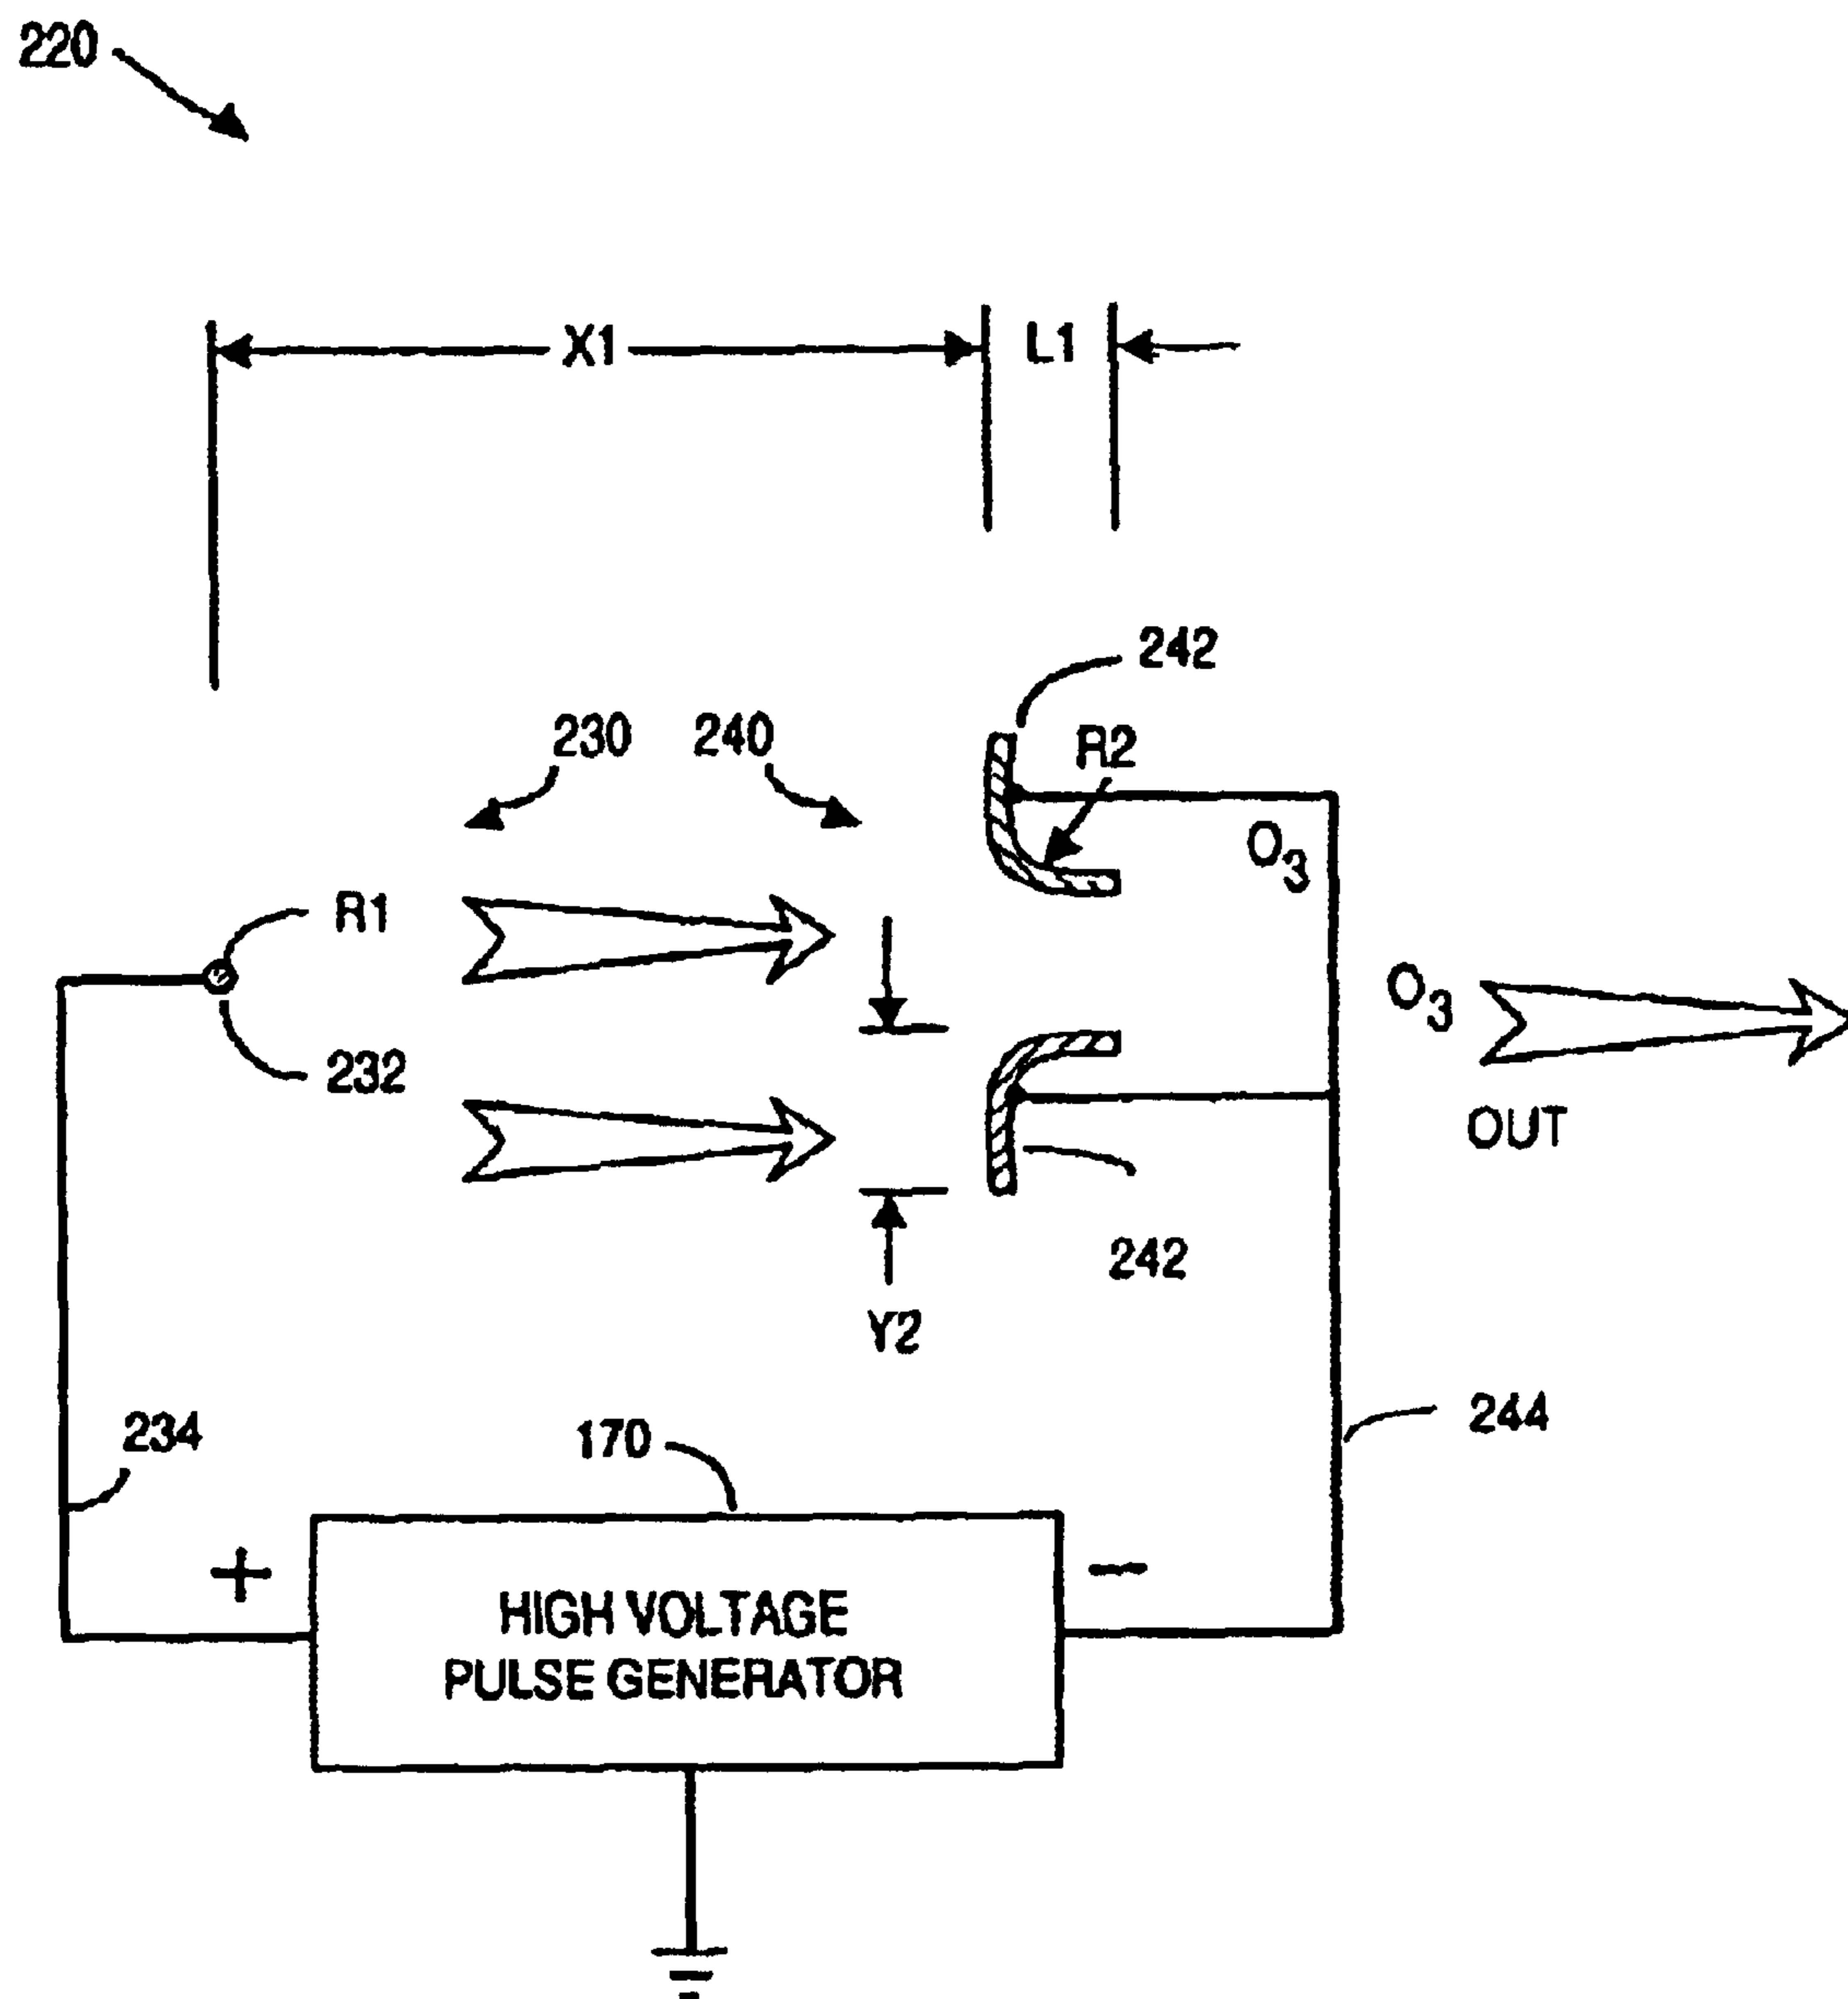 220
X1
L1
242
230
240
R2
O3
R1
O3
232
OUT
242
Y2
234
170
244
+
−
HIGH VOLTAGE
PULSE GENERATOR